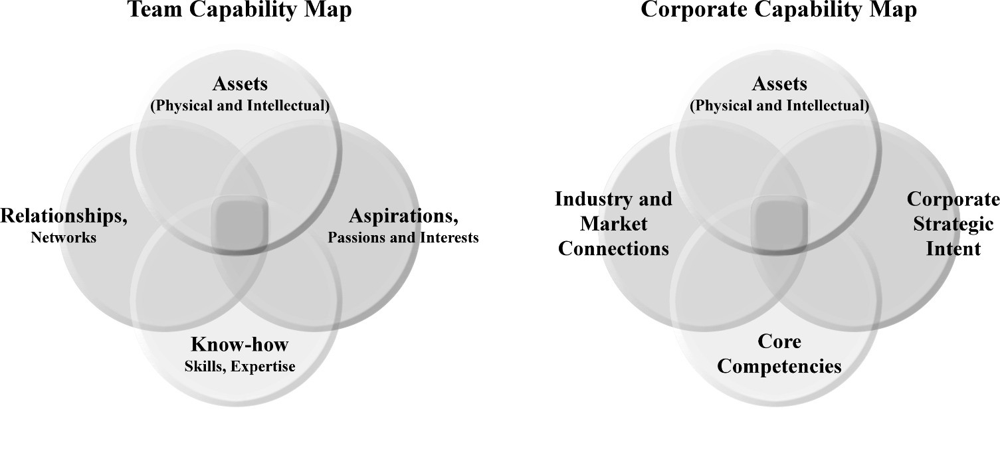 Team Capability Map
Assets
(Physical and Intellectual)
Relationships,
Networks
Aspirations,
Passions and Interests
Know-how
Skills, Expertise
Corporate Capability Map
Assets
(Physical and Intellectual)
Industry and
Market
Connections
Corporate
Strategic
Intent
Core
Competencies